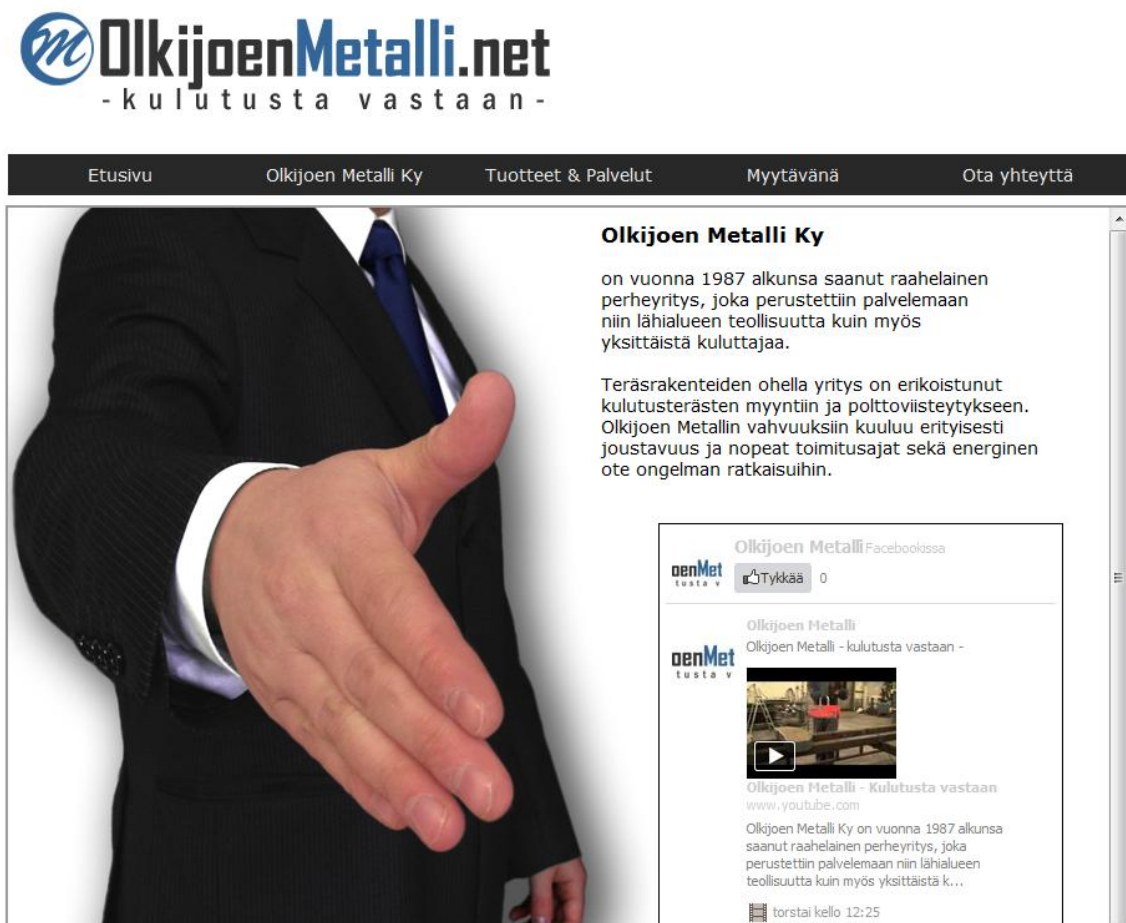 OlkijoenMetalli.net
-kulutusta vastaan-
Etusivu Olkijoen Metalli Ky Tuotteet & Palvelut Myytävänä Ota yhteyttä
Olkijoen Metalli Ky
on vuonna 1987 alkunsa saanut raahelainen
perheyritys, joka perustettiin palvelemaan
niin lähialueen teollisuutta kuin myös
yksittäistä kuluttajaa.
Teräsrakenteiden ohella yritys on erikoistunut
kulutusterästen myyntiin ja polttoviisteytykseen.
Olkijoen Metallin vahvuuksiin kuuluu erityisesti
joustavuus ja nopeat toimitusajat sekä energinen
ote ongelman ratkaisuihin.
Olkijoen Metalli Facebookissa
oenMet
tusta v
Tykkää 0
Olkijoen Metalli
Olkijoen Metalli - kulutusta vastaan -
oenMet
tusta v
Olkijoen Metalli - Kulutusta vastaan
www.youtube.com
Olkijoen Metalli Ky on vuonna 1987 alkunsa
saanut raahelainen perheyritys, joka
perustettiin palvelemaan niin lähialueen
teollisuutta kuin myös yksittäistä k...
torstai kello 12:25